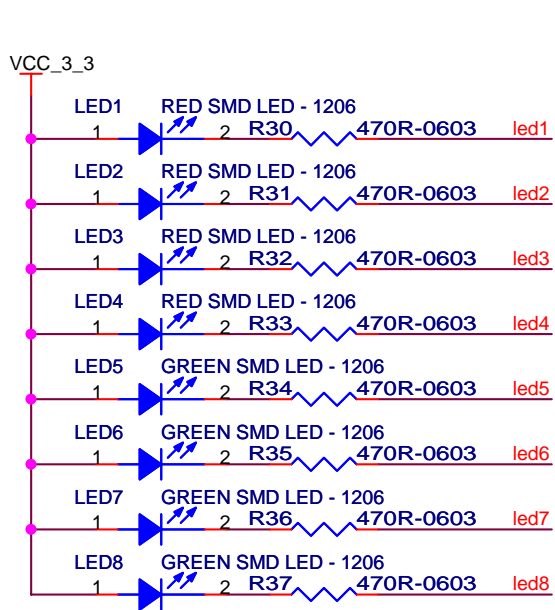 VCC_3_3
LED1 RED SMD LED - 1206
1 2 R30 470R-0603 led1
LED2 RED SMD LED - 1206
1 2 R31 470R-0603 led2
LED3 RED SMD LED - 1206
1 2 R32 470R-0603 led3
LED4 RED SMD LED - 1206
1 2 R33 470R-0603 led4
LED5 GREEN SMD LED - 1206
1 2 R34 470R-0603 led5
LED6 GREEN SMD LED - 1206
1 2 R35 470R-0603 led6
LED7 GREEN SMD LED - 1206
1 2 R36 470R-0603 led7
LED8 GREEN SMD LED - 1206
1 2 R37 470R-0603 led8